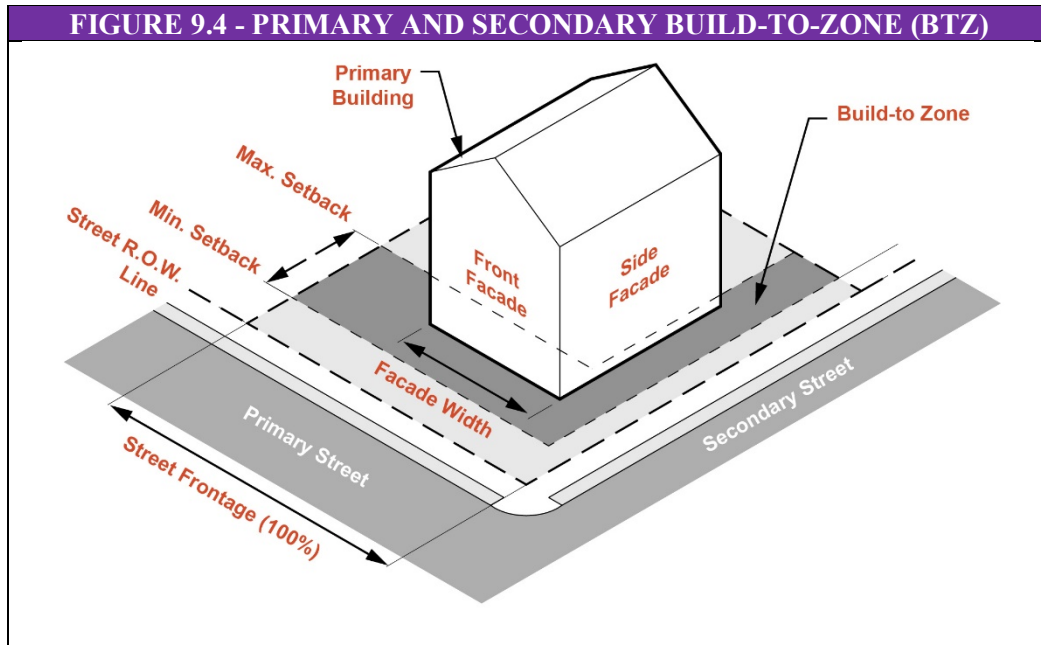 FIGURE 9.4 - PRIMARY AND SECONDARY BUILD-TO-ZONE (BTZ)
Primary
Building
Build-to Zone
Max. Setback
Min. Setback
Street R.O.W.
Line
Front
Facade
Side
Facade
Facade Width
Primary Street
Secondary Street
Street Frontage (100%)